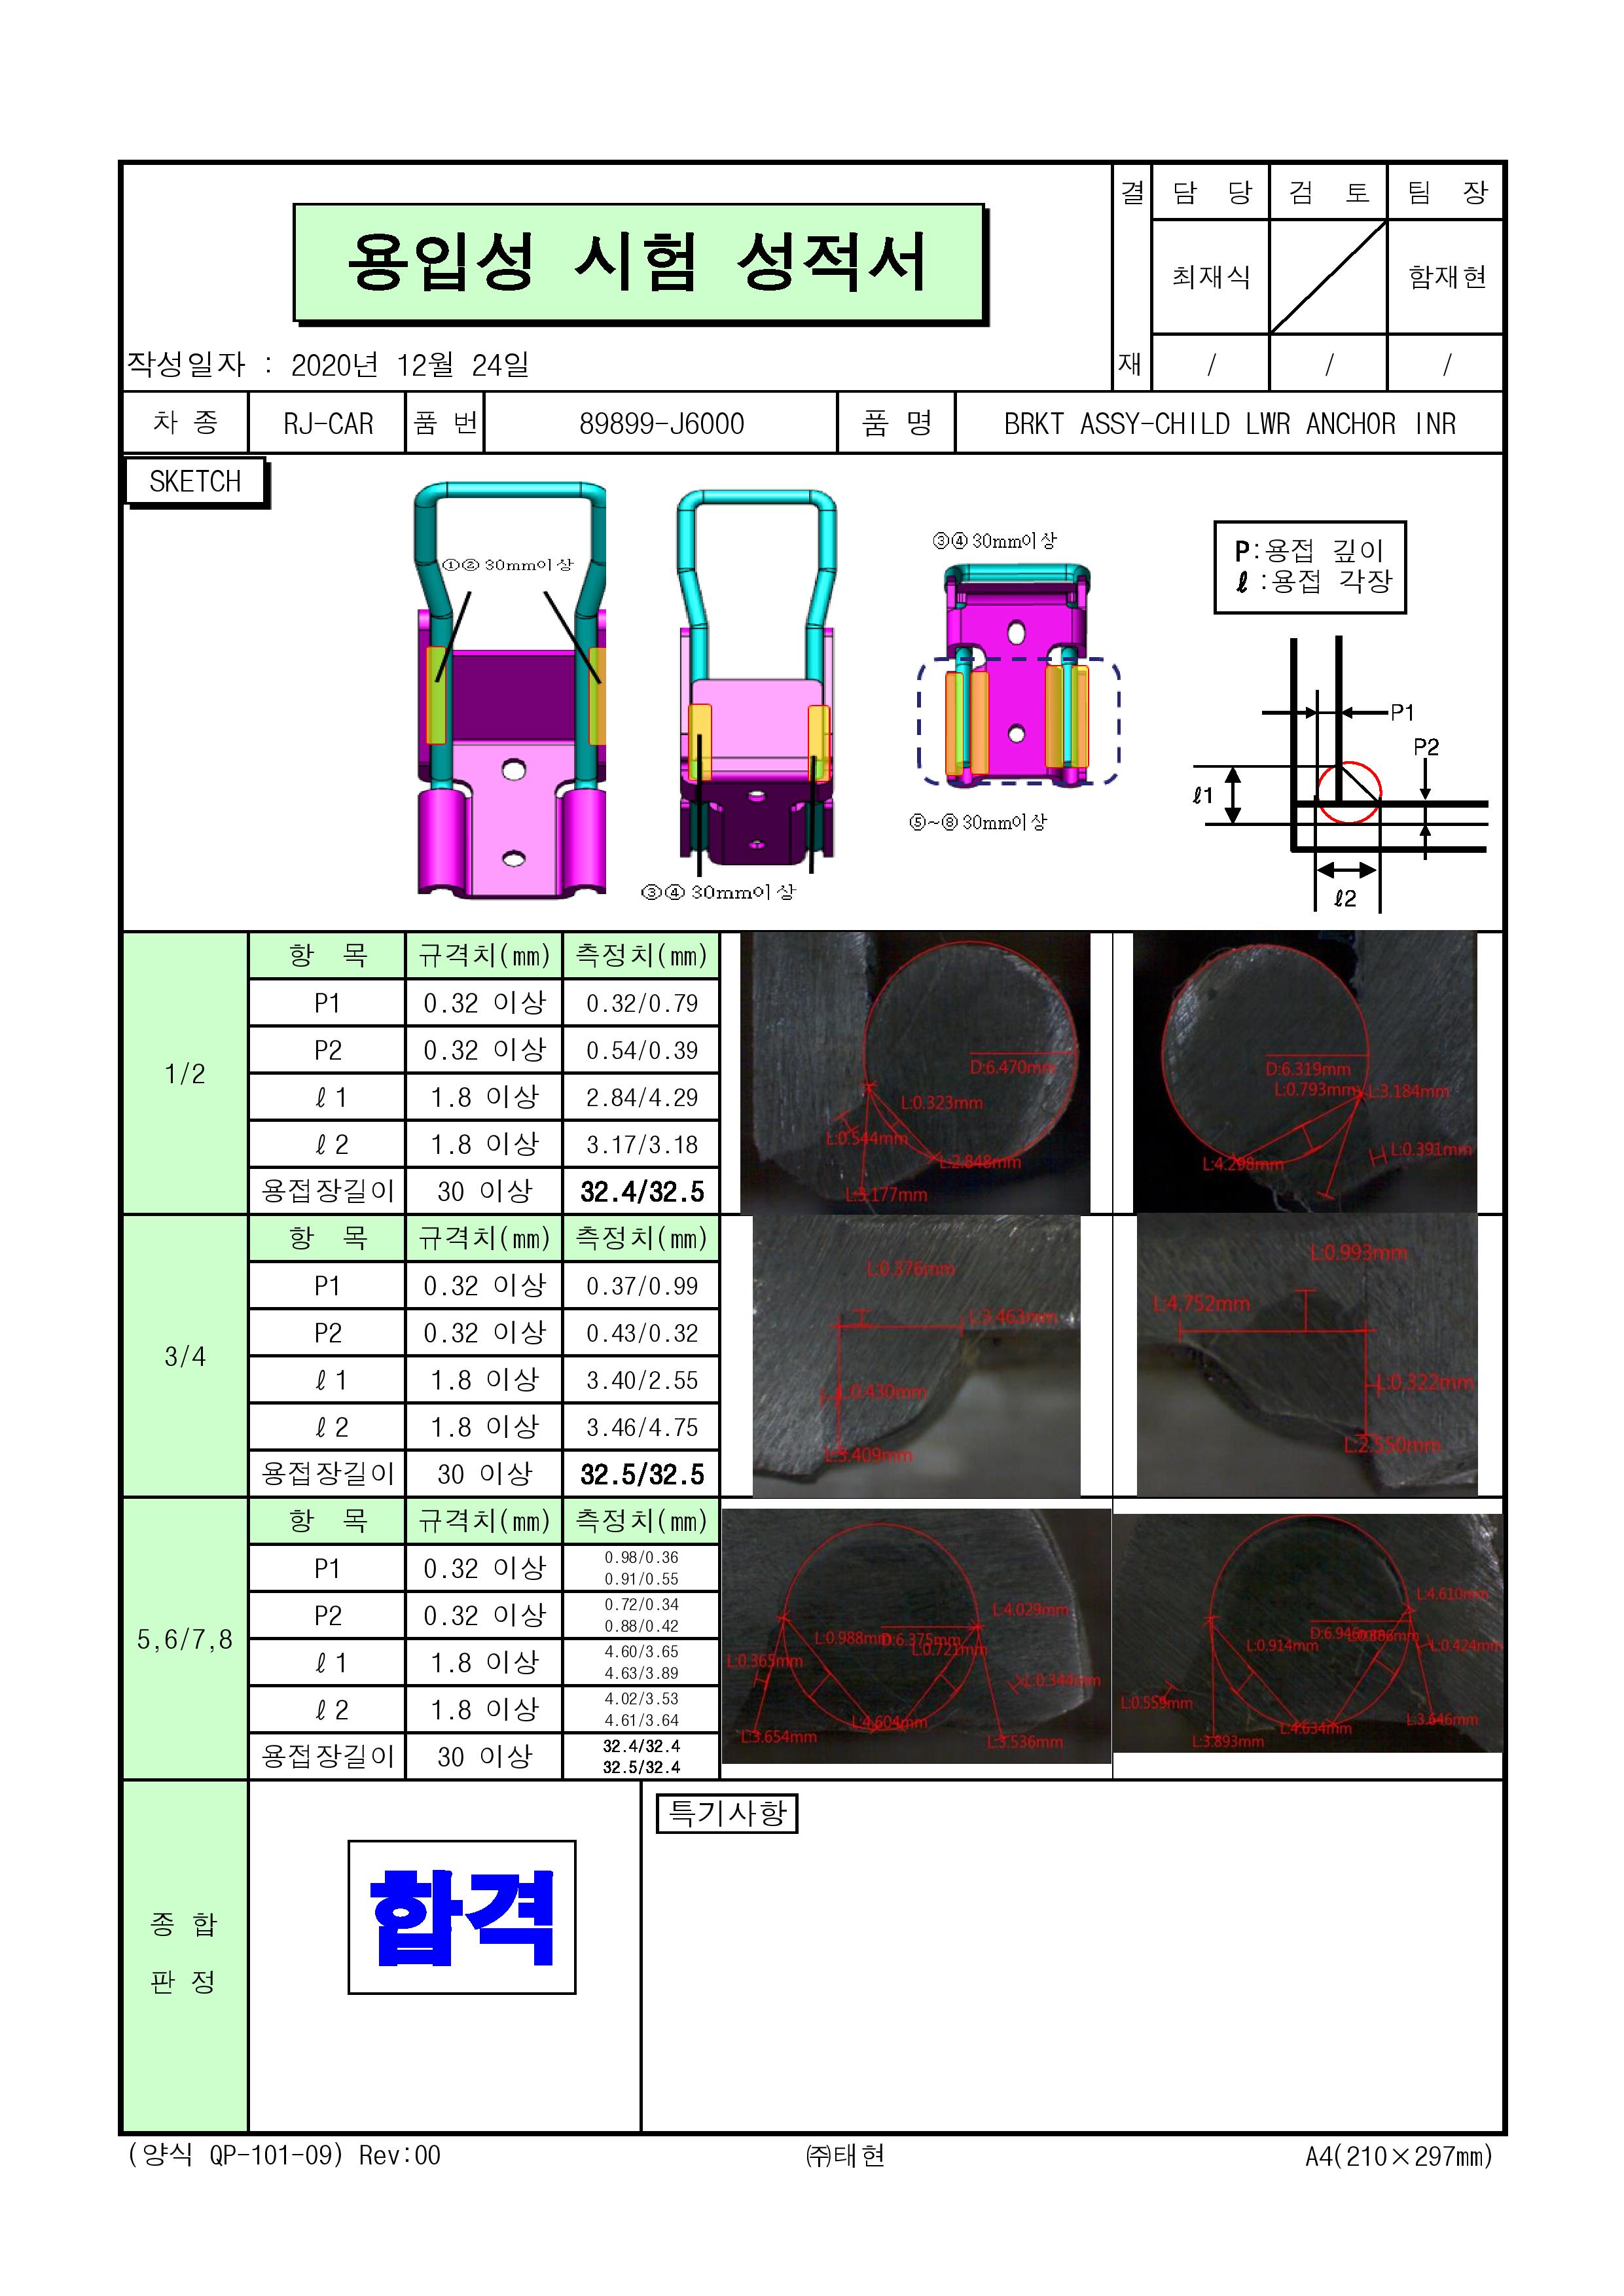 용입성 시험 성적서
결 재
담 당 검 토 팀 장
최재식 함재현
/ / /
작성일자 : 2020년 12월 24일
차 종 RJ-CAR 품 번 89899-J6000 품 명 BRKT ASSY-CHILD LWR ANCHOR INR
SKETCH
①② 30mm이상
③④ 30mm이상
③④ 30mm이상
⑤~⑧ 30mm이상
P:용접 깊이
ℓ :용접 각장
P1
P2
ℓ1
ℓ2
1/2
항 목 규격치(㎜) 측정치(㎜)
P1 0.32 이상 0.32/0.79
P2 0.32 이상 0.54/0.39
ℓ1 1.8 이상 2.84/4.29
ℓ2 1.8 이상 3.17/3.18
용접장길이 30 이상 32.4/32.5
D:6.470mm
L:0.323mm
L:0.544mm
L:2.848mm
L:3.177mm
D:6.319mm
L:0.793mm
L:3.184mm
L:0.391mm
L:4.298mm
3/4
항 목 규격치(㎜) 측정치(㎜)
P1 0.32 이상 0.37/0.99
P2 0.32 이상 0.43/0.32
ℓ1 1.8 이상 3.40/2.55
ℓ2 1.8 이상 3.46/4.75
용접장길이 30 이상 32.5/32.5
L:0.376mm
L:3.463mm
L:0.430mm
L:3.409mm
L:0.993mm
L:4.752mm
L:0.322mm
L:2.550mm
5,6/7,8
항 목 규격치(㎜) 측정치(㎜)
P1 0.32 이상 0.98/0.36
0.91/0.55
P2 0.32 이상 0.72/0.34
0.88/0.42
ℓ1 1.8 이상 4.60/3.65
4.63/3.89
ℓ2 1.8 이상 4.02/3.53
4.61/3.64
용접장길이 30 이상 32.4/32.4
32.5/32.4
L:4.029mm
L:0.988mm
D:6.375mm
L:0.721mm
L:0.365mm
L:0.344mm
L:4.604mm
L:3.654mm
L:3.536mm
L:4.610mm
D:6.946mm
L:0.914mm
L:0.424mm
L:0.559mm
L:3.646mm
L:4.634mm
L:3.893mm
종 합
판 정
합격
특기사항
(양식 QP-101-09) Rev:00
㈜태현
A4(210×297㎜)